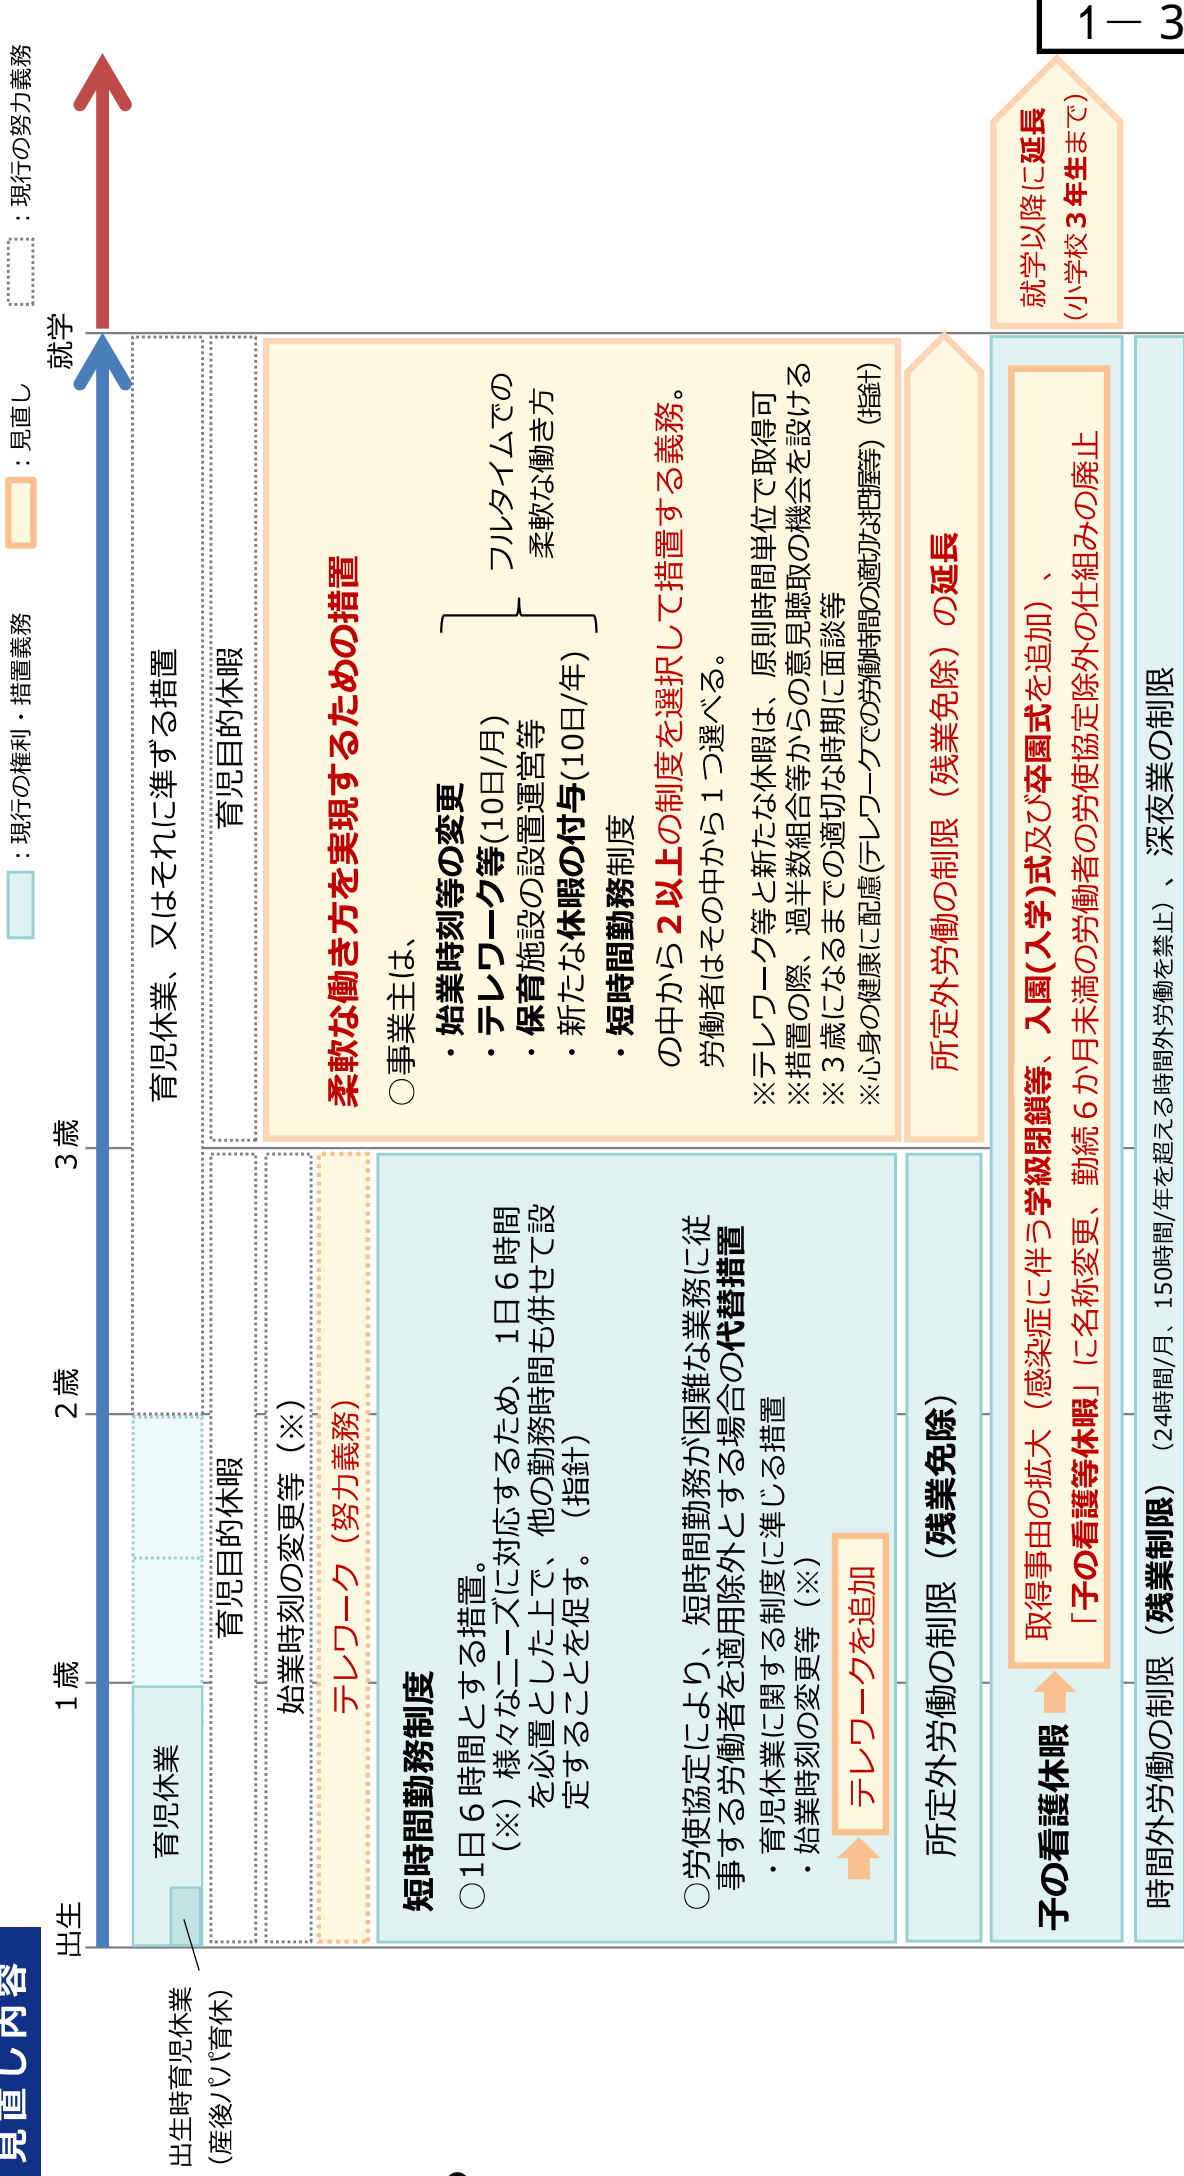 見直し内容
：現行の権利・措置義務
：見直し
：現行の努力義務
出生
１歳
２歳
３歳
就学
出生時育児休業
（産後パパ育休）
育児休業
育児休業、又はそれに準ずる措置
育児目的休暇
育児目的休暇
始業時刻の変更等（※）
テレワーク（努力義務）
短時間勤務制度
○1日６時間とする措置。
（※）様々なニーズに対応するため、1日６時間
を必置とした上で、他の勤務時間も併せて設
定することを促す。（指針）
○労使協定により、短時間勤務が困難な業務に従
事する労働者を適用除外とする場合の代替措置
・育児休業に関する制度に準じる措置
・始業時刻の変更等（※）
テレワークを追加
柔軟な働き方を実現するための措置
○事業主は、
・始業時刻等の変更
・テレワーク等(10日/月)
・保育施設の設置運営等
・新たな休暇の付与(10日/年)
・短時間勤務制度
フルタイムでの
柔軟な働き方
の中から２以上の制度を選択して措置する義務。
労働者はその中から１つ選べる。
※テレワーク等と新たな休暇は、原則時間単位で取得可
※措置の際、過半数組合等からの意見聴取の機会を設ける
※３歳になるまでの適切な時期に面談等
※心身の健康に配慮(テレワークでの労働時間の適切な把握等)（指針）
所定外労働の制限（残業免除）
所定外労働の制限（残業免除）の延長
子の看護休暇
取得事由の拡大（感染症に伴う学級閉鎖等、入園(入学)式及び卒園式を追加）、
「子の看護等休暇」に名称変更、勤続６か月未満の労働者の労使協定除外の仕組みの廃止
就学以降に延長
（小学校３年生まで）
時間外労働の制限（残業制限）（24時間/月、150時間/年を超える時間外労働を禁止）、深夜業の制限
1－3